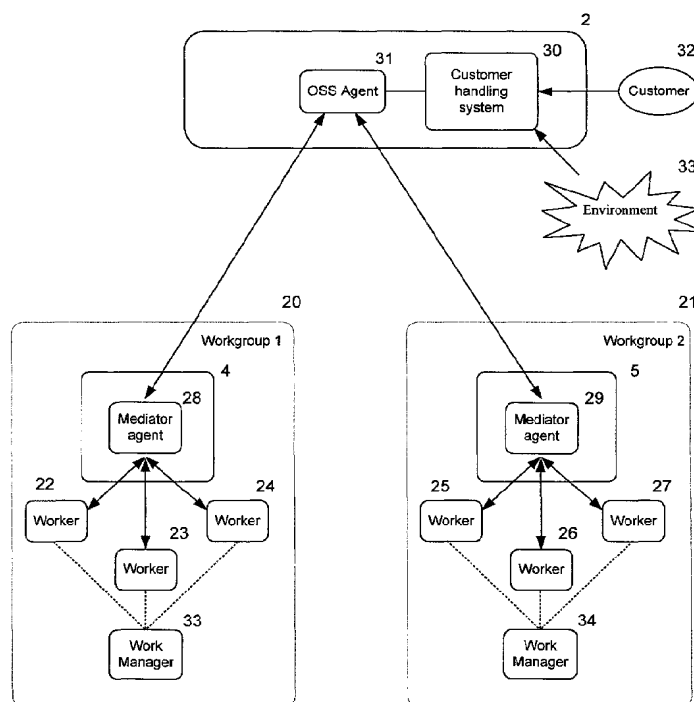 2
31
30
32
OSS Agent
Customer
handling
system
Customer
33
Environment
20
21
Workgroup 1
Workgroup 2
4
5
28
29
Mediator
agent
Mediator
agent
22
24
25
27
Worker
Worker
Worker
Worker
23
26
Worker
Worker
33
34
Work
Manager
Work
Manager